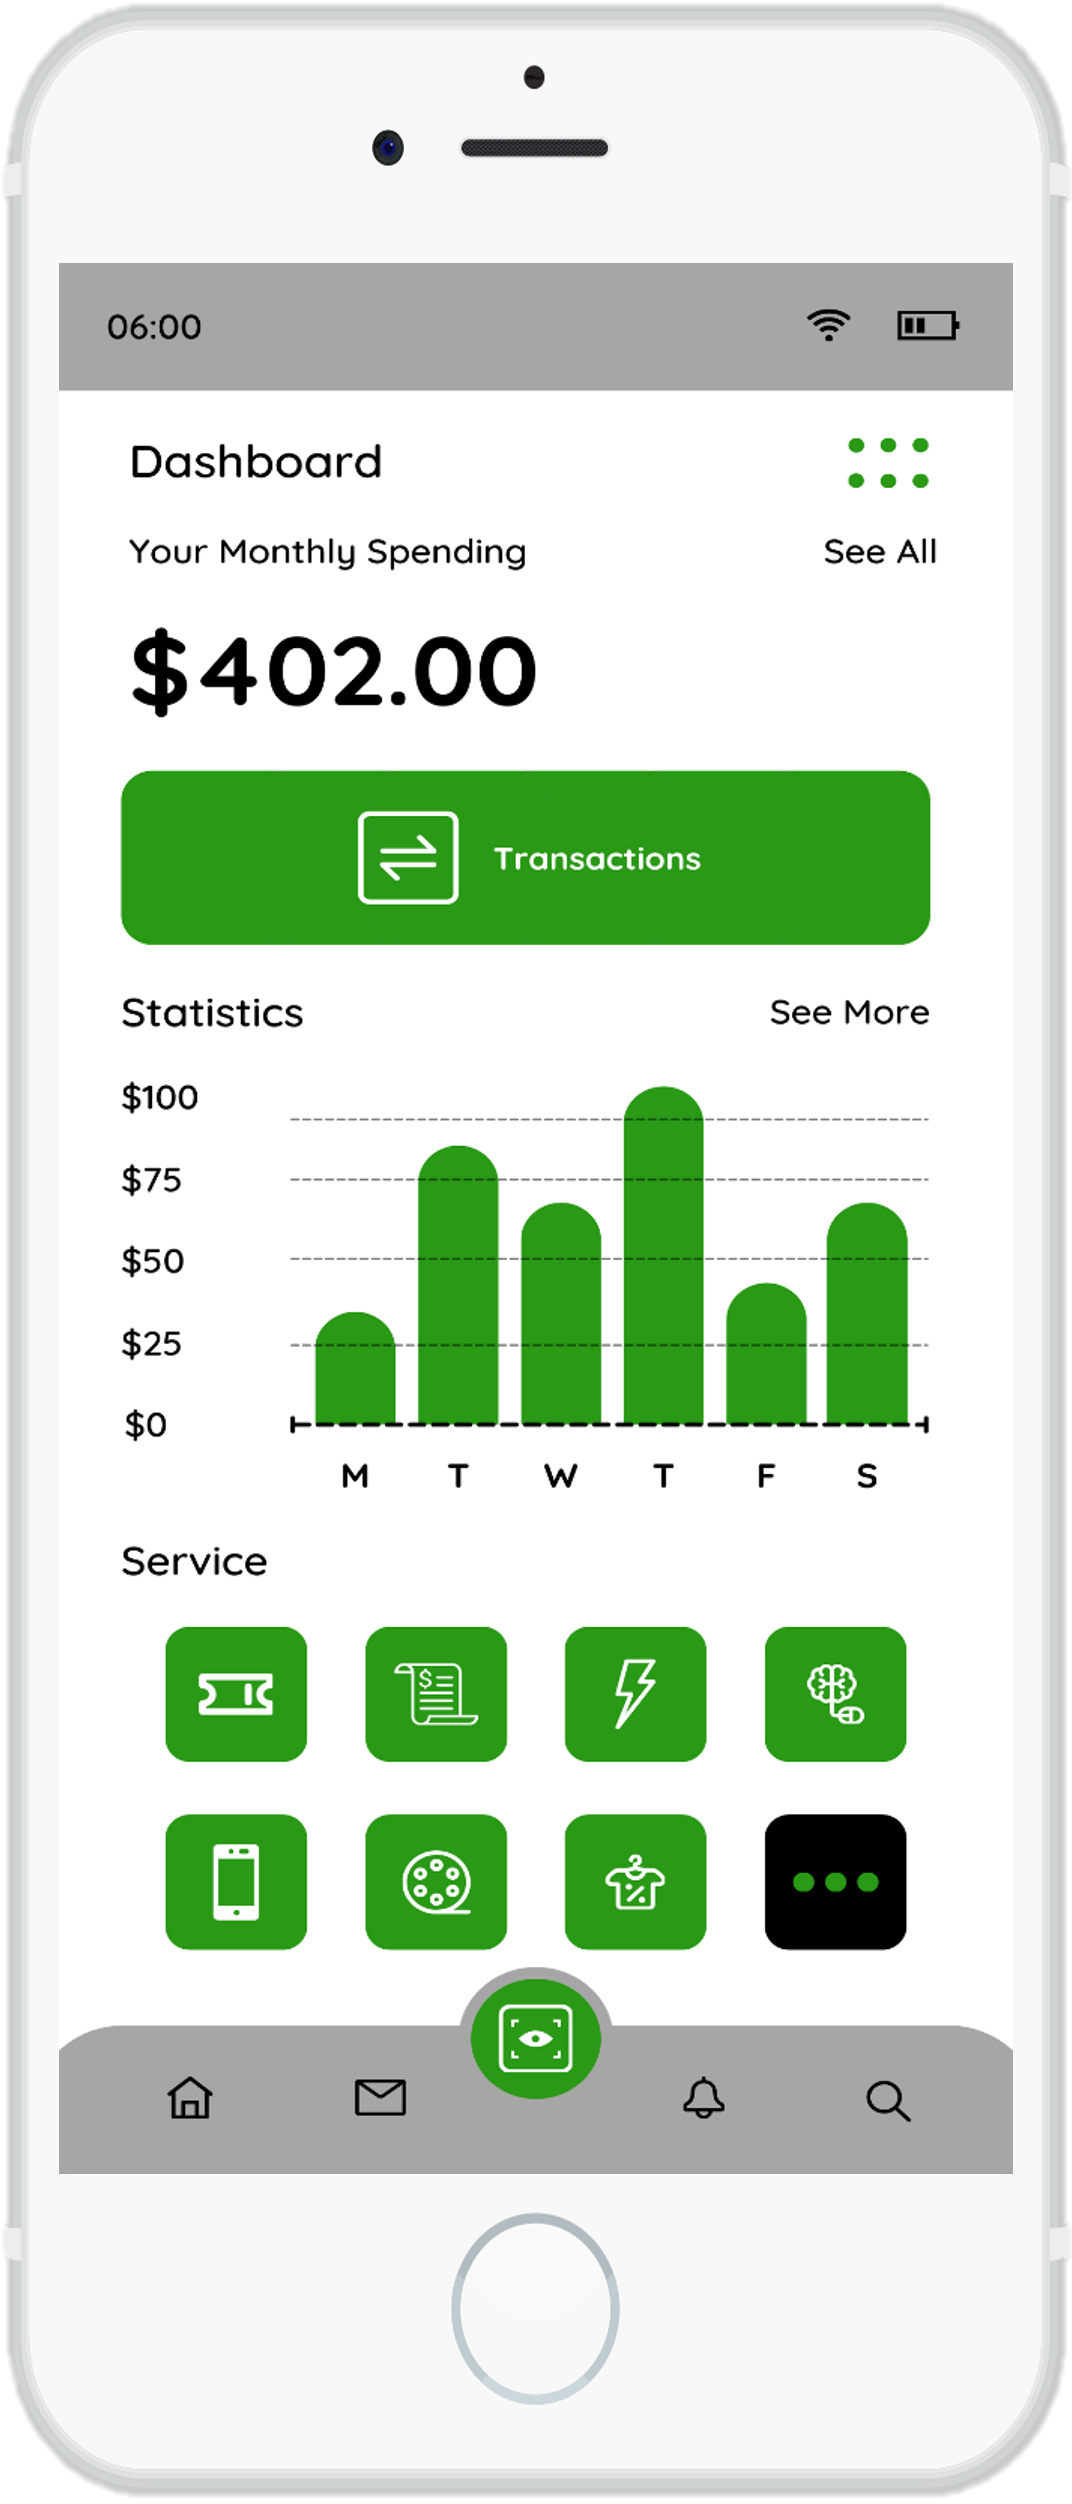 06:00
Dashboard
Your Monthly Spending
See All
$402.00
Transactions
Statistics
See More
$100
$75
$50
$25
$0
M T W T F S
Service
$
%